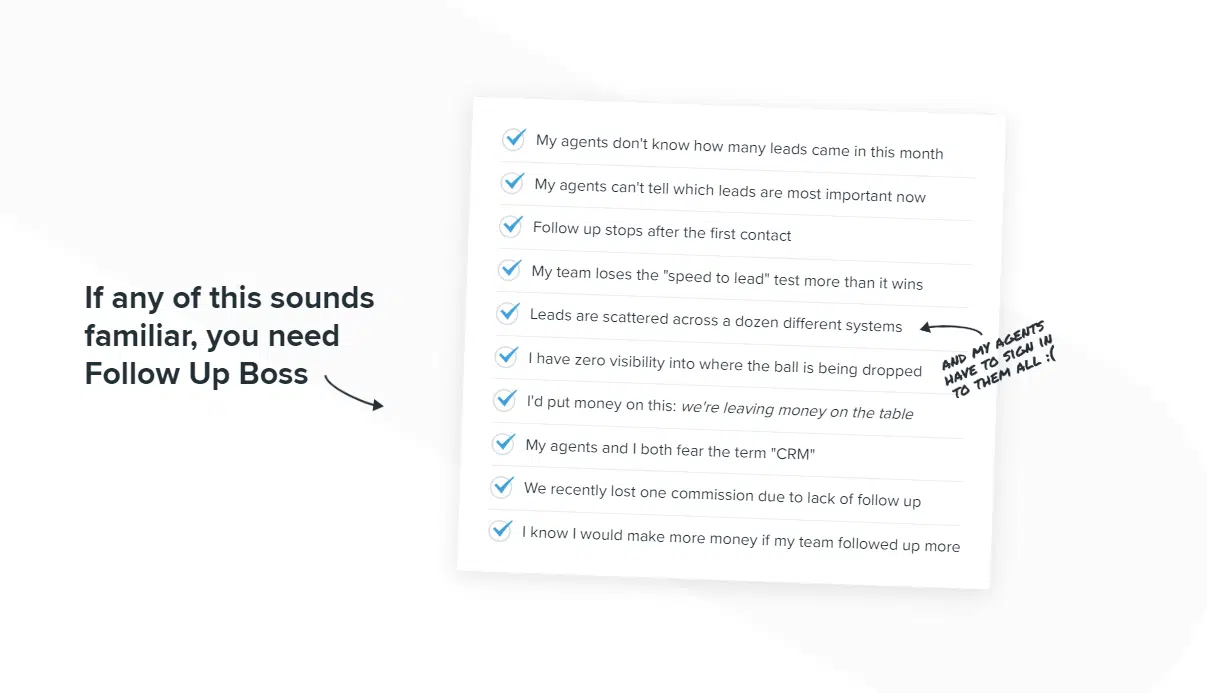 If any of this sounds
familiar, you need
Follow Up Boss
My agents don't know how many leads came in this month
My agents can't tell which leads are most important now
Follow up stops after the first contact
My team loses the "speed to lead" test more than it wins
Leads are scattered across a dozen different systems
AND MY AGENTS
HAVE TO SIGN IN
TO THEM ALL :(
I have zero visibility into where the ball is being dropped
I'd put money on this: we're leaving money on the table
My agents and I both fear the term "CRM"
We recently lost one commission due to lack of follow up
I know I would make more money if my team followed up more